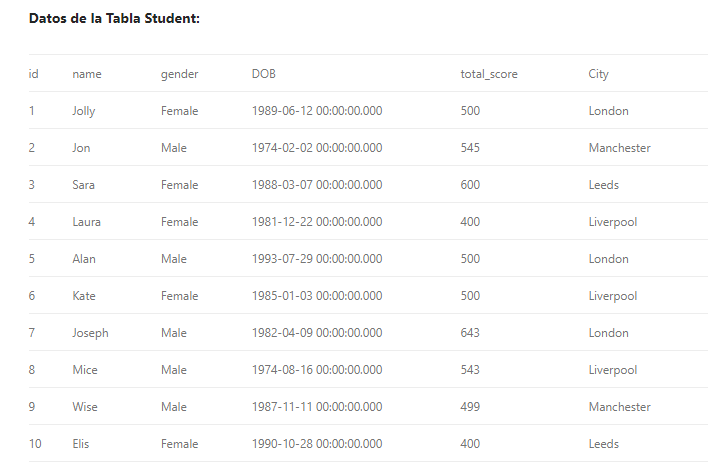 Datos de la Tabla Student:
id name gender DOB total_score City
1 Jolly Female 1989-06-12 00:00:00.000 500 London
2 Jon Male 1974-02-02 00:00:00.000 545 Manchester
3 Sara Female 1988-03-07 00:00:00.000 600 Leeds
4 Laura Female 1981-12-22 00:00:00.000 400 Liverpool
5 Alan Male 1993-07-29 00:00:00.000 500 London
6 Kate Female 1985-01-03 00:00:00.000 500 Liverpool
7 Joseph Male 1982-04-09 00:00:00.000 643 London
8 Mice Male 1974-08-16 00:00:00.000 543 Liverpool
9 Wise Male 1987-11-11 00:00:00.000 499 Manchester
10 Elis Female 1990-10-28 00:00:00.000 400 Leeds